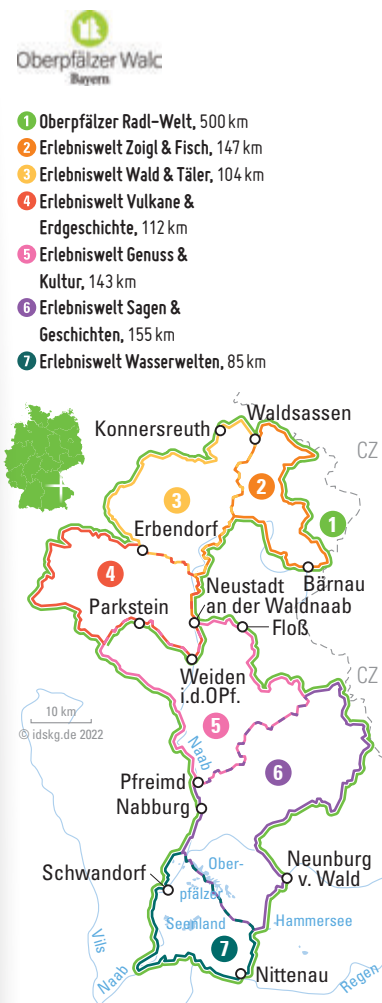 Oberpfälzer Wald
Bayern
1 Oberpfälzer Radl-Welt, 500 km
2 Erlebniswelt Zoigl & Fisch, 147 km
3 Erlebniswelt Wald & Täler, 104 km
4 Erlebniswelt Vulkane &
Erdgeschichte, 112 km
5 Erlebniswelt Genuss &
Kultur, 143 km
6 Erlebniswelt Sagen &
Geschichten, 155 km
7 Erlebniswelt Wasserwelten, 85 km
Waldsassen
Konnersreuth
CZ
2
3
1
Erbendorf
4
Bärnau
Neustadt
an der Waldnaab
Parkstein
Floß
Weiden
i.d.OPf.
CZ
10 km
5
© idskg.de 2022
Naab
6
Pfreimd
Nabburg
Ober-
pfälzer
Seenland
Neunburg
v. Wald
Schwandorf
Hammersee
Vils
7
Naab
Nittenau
Regen